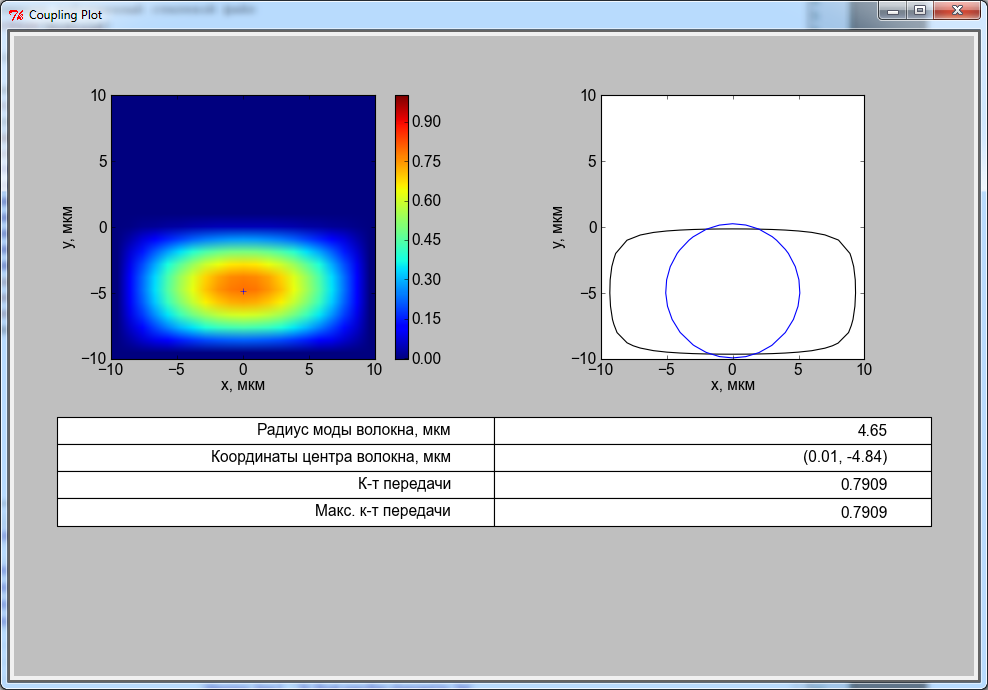 Coupling Plot
10
5
0
−5
−10
y, мкм
−10 −5 0 5 10
x, мкм
0.90
0.75
0.60
0.45
0.30
0.15
0.00
10
5
0
−5
−10
y, мкм
−10 −5 0 5 10
x, мкм
Радиус моды волокна, мкм 4.65
Координаты центра волокна, мкм (0.01, -4.84)
К-т передачи 0.7909
Макс. к-т передачи 0.7909